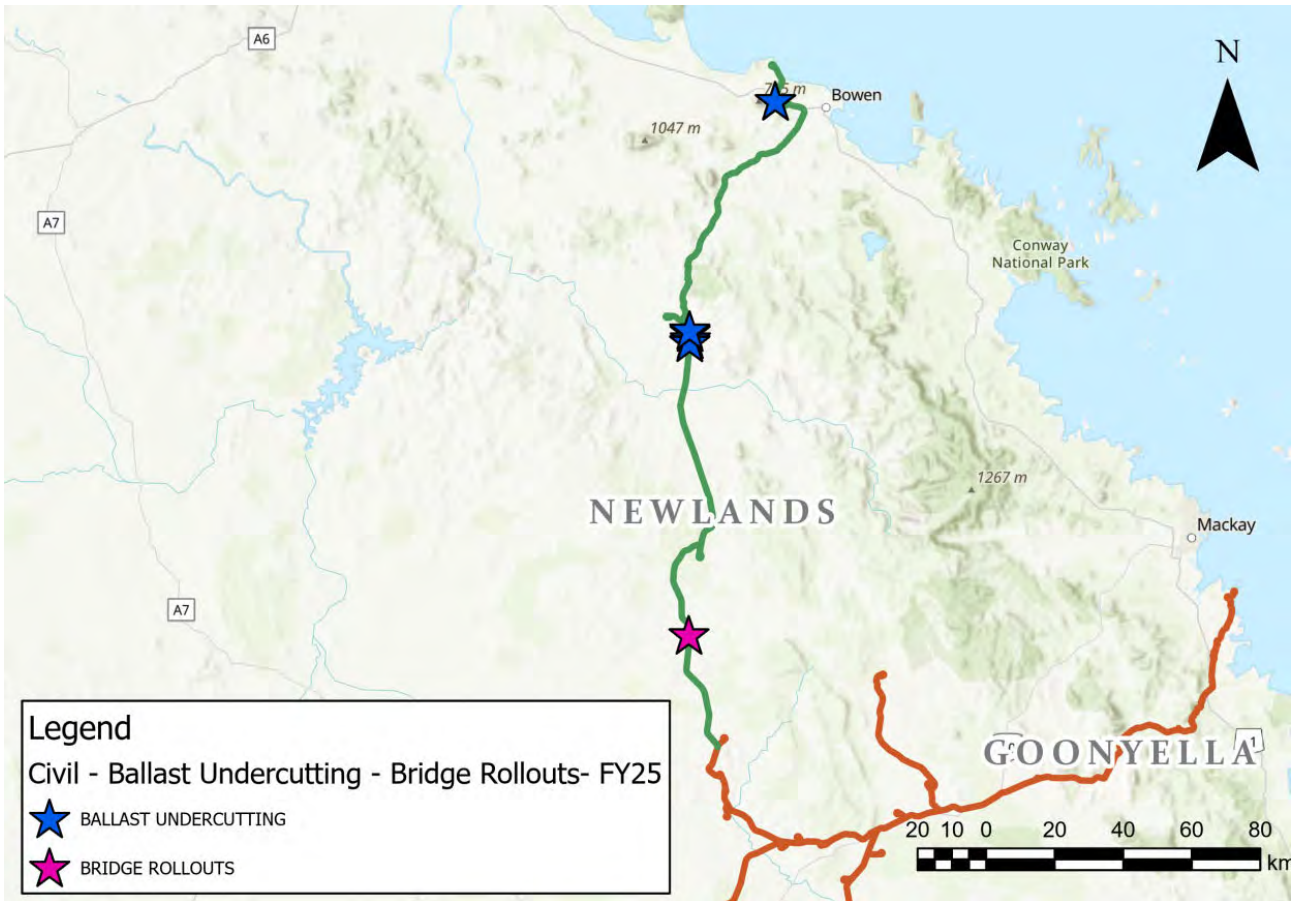 A6
Bowen
1047 m
N
A7
Conway
National Park
1267 m
NEWLANDS
Mackay
A7
GOONYELLA
1
Legend
Civil - Ballast Undercutting - Bridge Rollouts- FY25
BALLAST UNDERCUTTING
BRIDGE ROLLOUTS
20 10 0 20 40 60 80
km